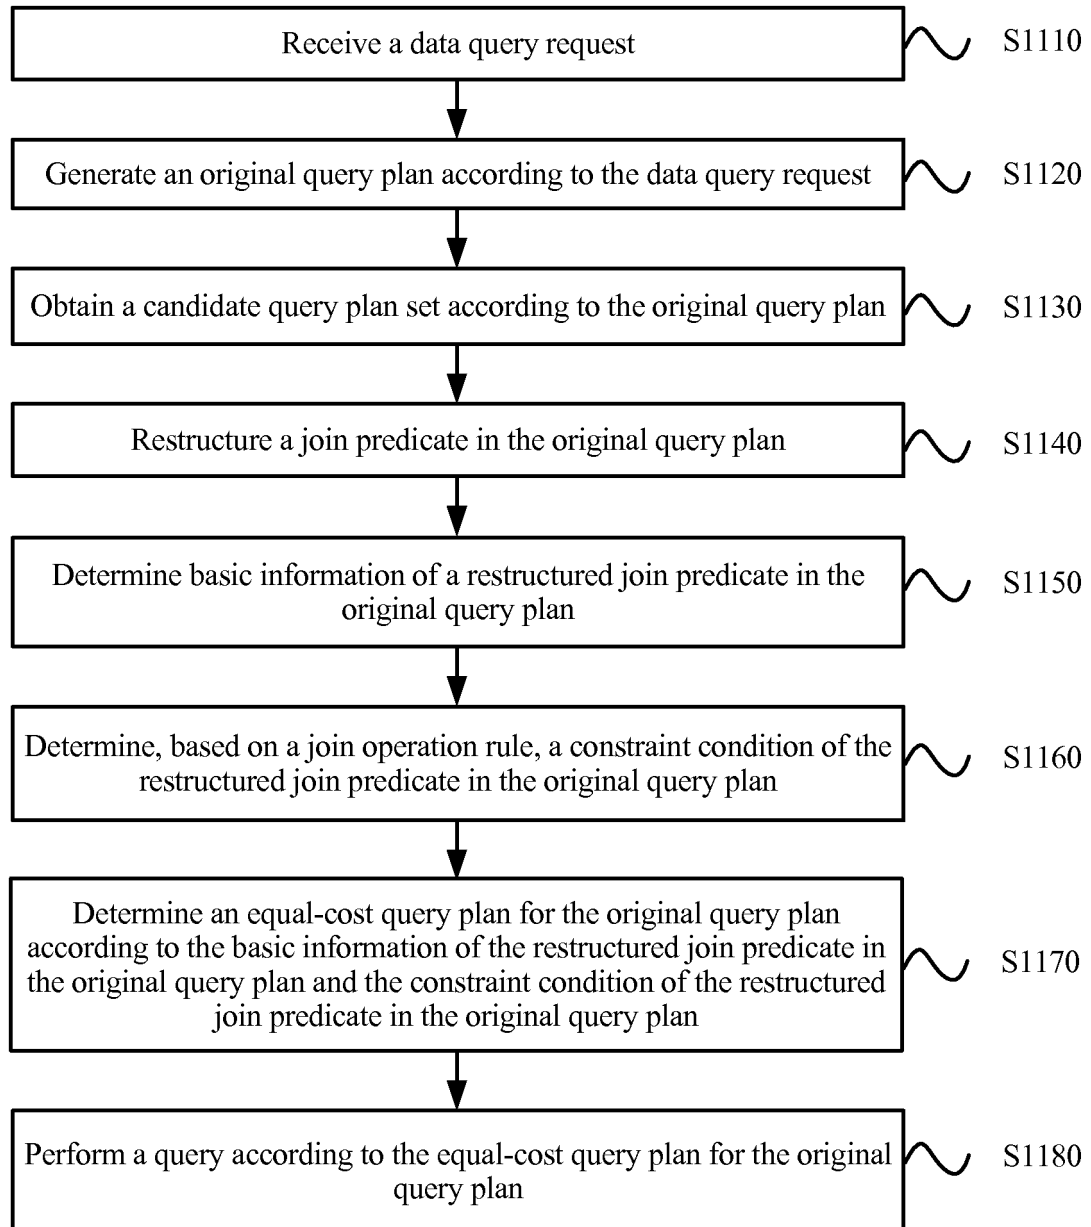 Receive a data query request
S1110
Generate an original query plan according to the data query request
S1120
Obtain a candidate query plan set according to the original query plan
S1130
Restructure a join predicate in the original query plan
S1140
Determine basic information of a restructured join predicate in the
original query plan
S1150
Determine, based on a join operation rule, a constraint condition of the
restructured join predicate in the original query plan
S1160
Determine an equal-cost query plan for the original query plan
according to the basic information of the restructured join predicate in
the original query plan and the constraint condition of the restructured
join predicate in the original query plan
S1170
Perform a query according to the equal-cost query plan for the original
query plan
S1180